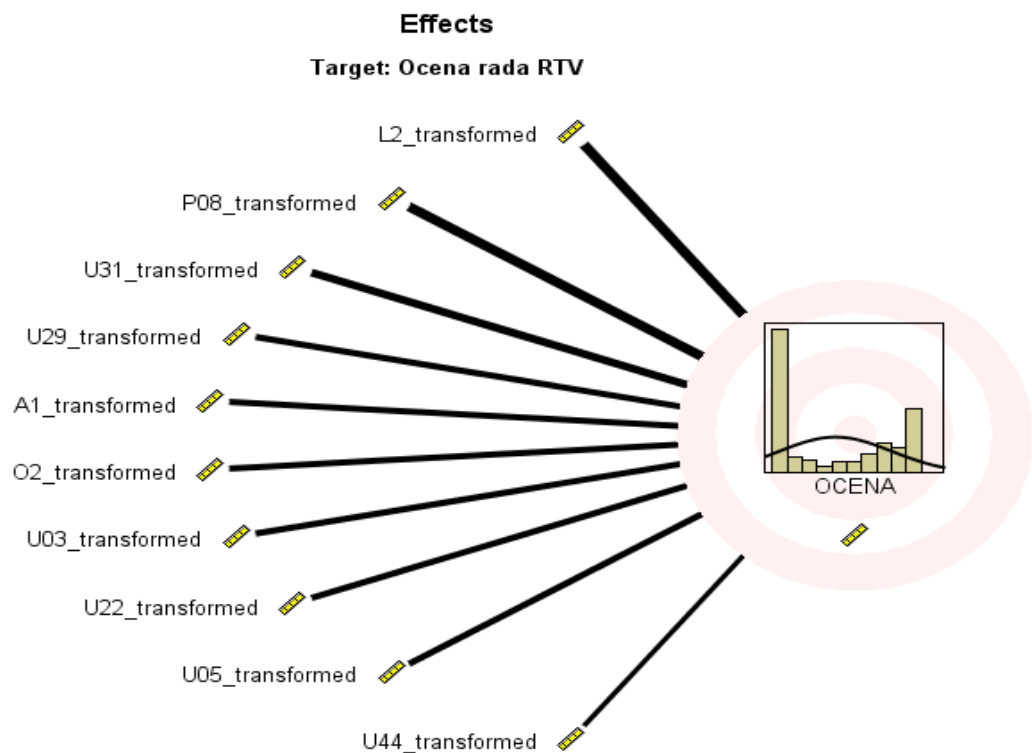 Effects
Target: Ocena rada RTV
L2_transformed
P08_transformed
U31_transformed
U29_transformed
A1_transformed
O2_transformed
U03_transformed
U22_transformed
U05_transformed
U44_transformed
OCENA